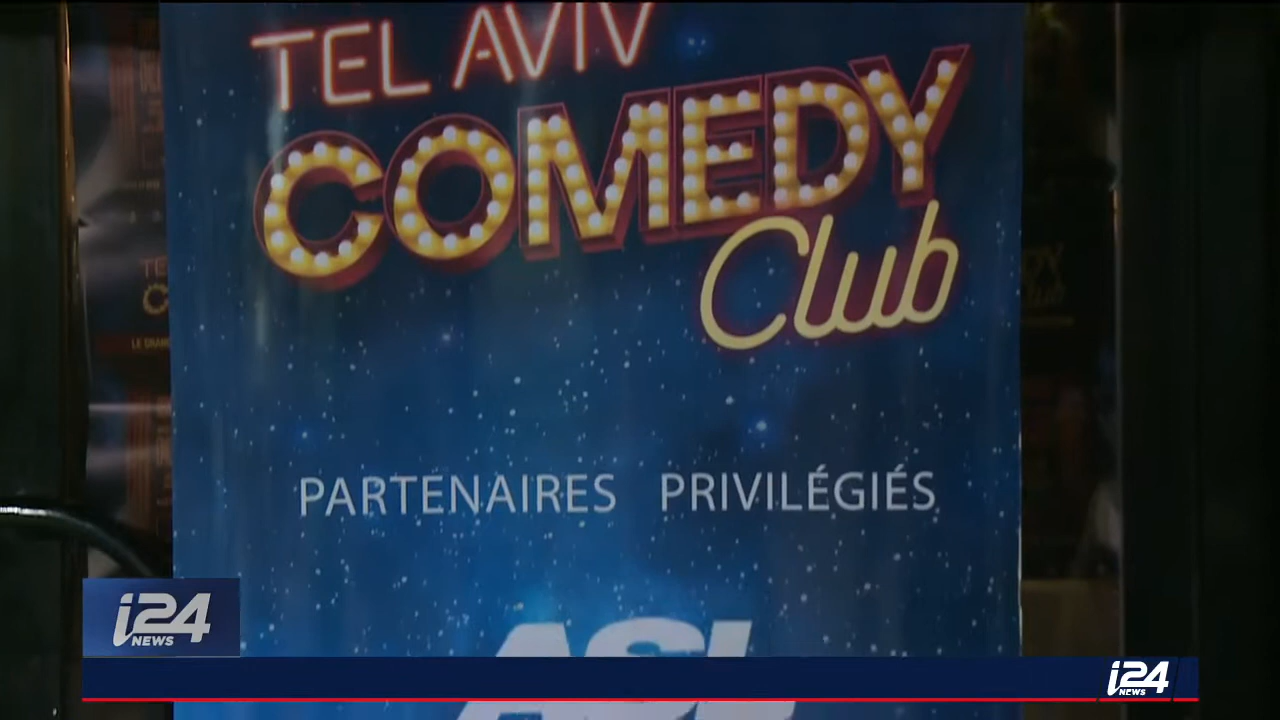 TEL AVIV
COMEDY
Club
PARTENAIRES PRIVILÉGIÉS
i24
NEWS
i24
NEWS